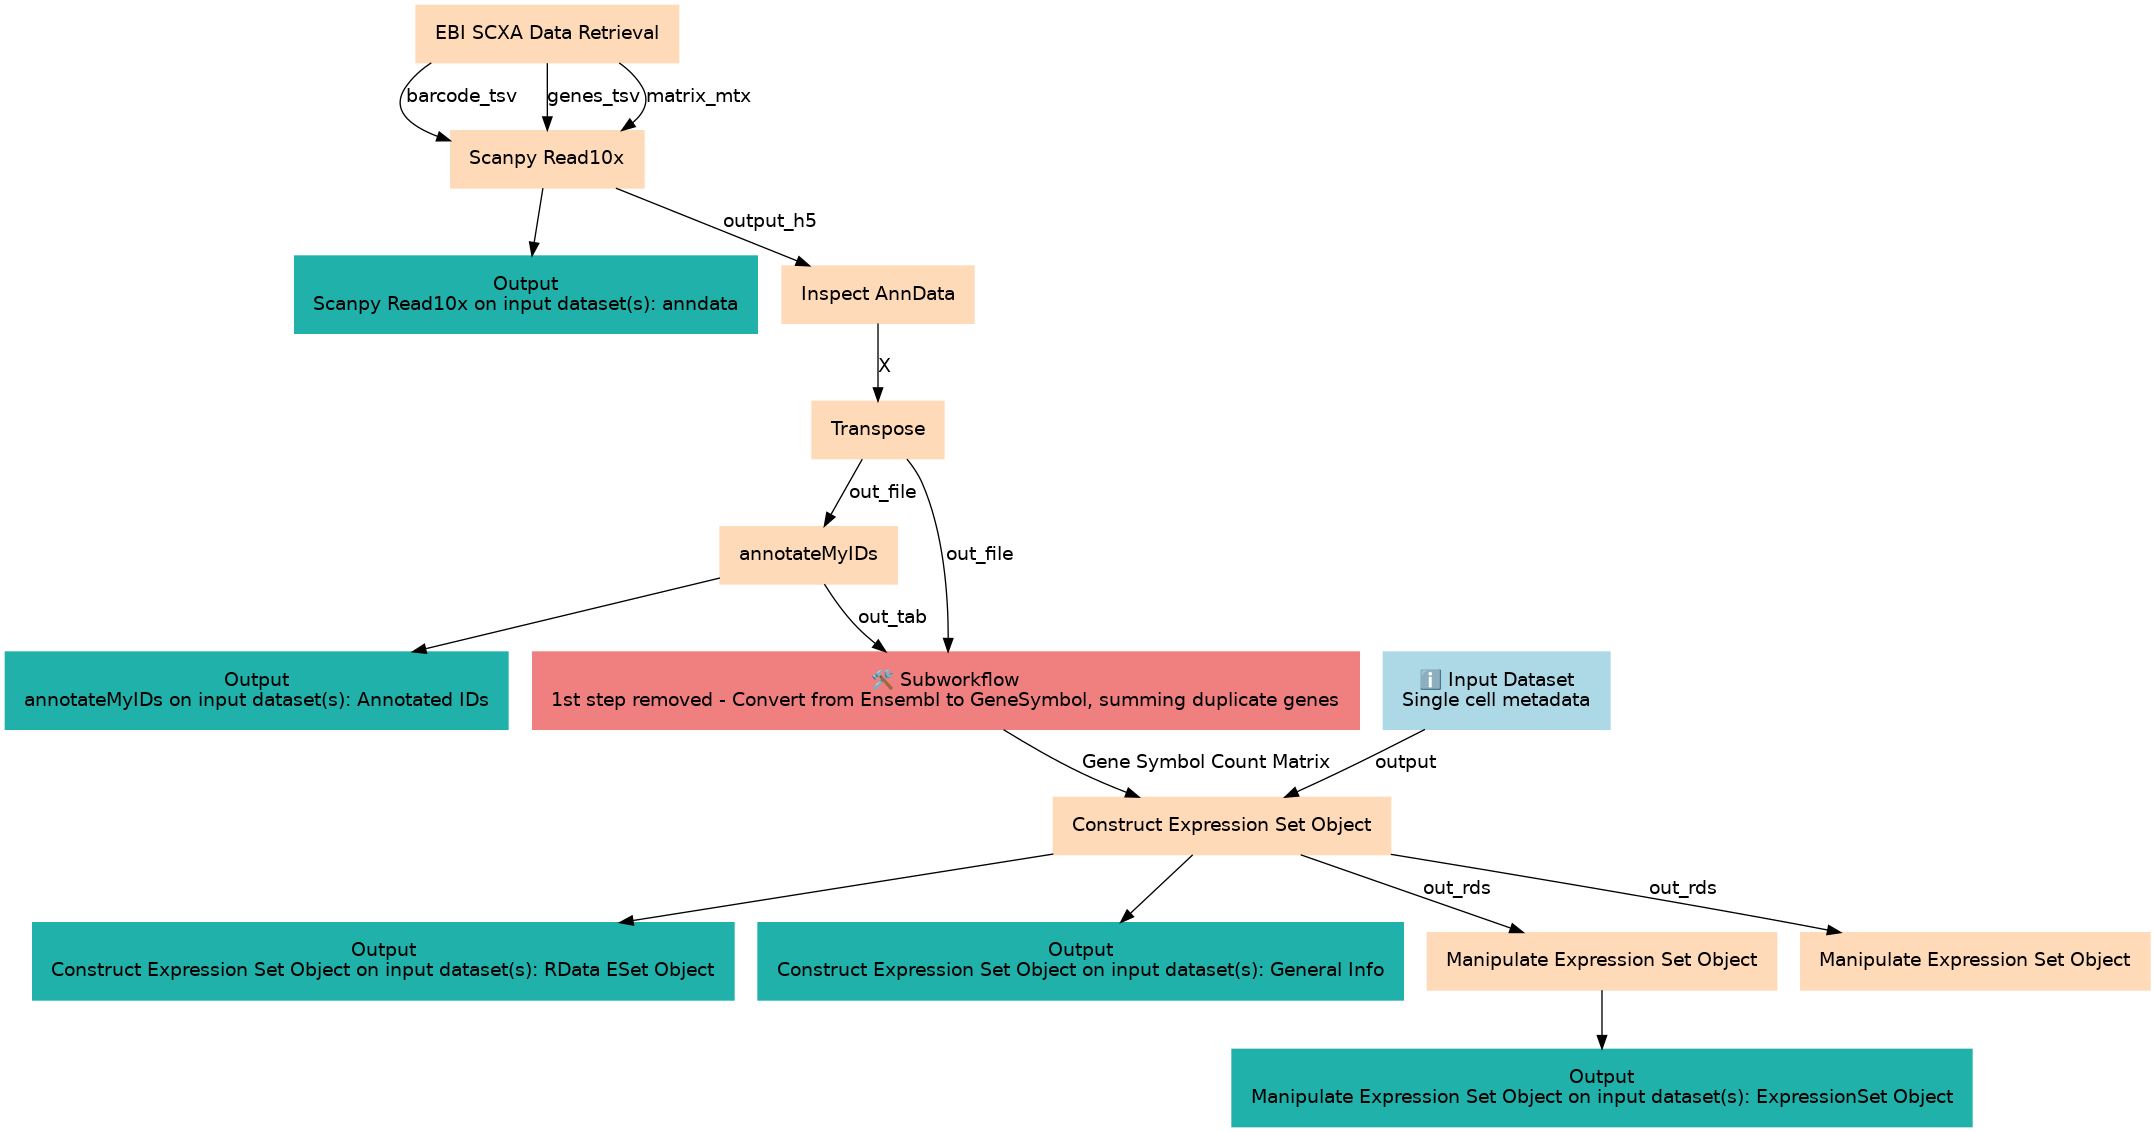 EBI SCXA Data Retrieval
barcode_tsv
genes_tsv
matrix_mtx
Scanpy Read10x
output_h5
Output
Scanpy Read10x on input dataset(s): anndata
Inspect AnnData
X
Transpose
out_file
out_file
annotateMyIDs
out_tab
Output
annotateMyIDs on input dataset(s): Annotated IDs
🛠️ Subworkflow
1st step removed - Convert from Ensembl to GeneSymbol, summing duplicate genes
ℹ️ Input Dataset
Single cell metadata
Gene Symbol Count Matrix
output
Construct Expression Set Object
out_rds
out_rds
Output
Construct Expression Set Object on input dataset(s): RData ESet Object
Output
Construct Expression Set Object on input dataset(s): General Info
Manipulate Expression Set Object
Manipulate Expression Set Object
Output
Manipulate Expression Set Object on input dataset(s): ExpressionSet Object